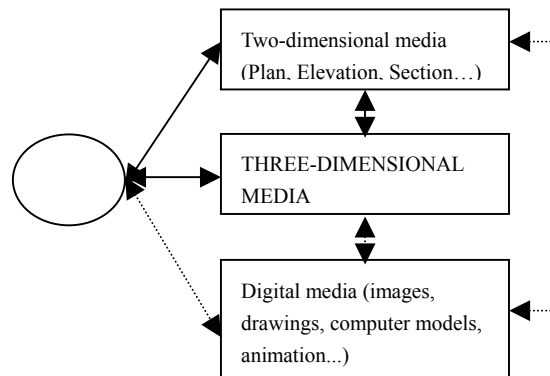 Two-dimensional media
(Plan, Elevation, Section…)
THREE-DIMENSIONAL
MEDIA
Digital media (images,
drawings, computer models,
animation...)